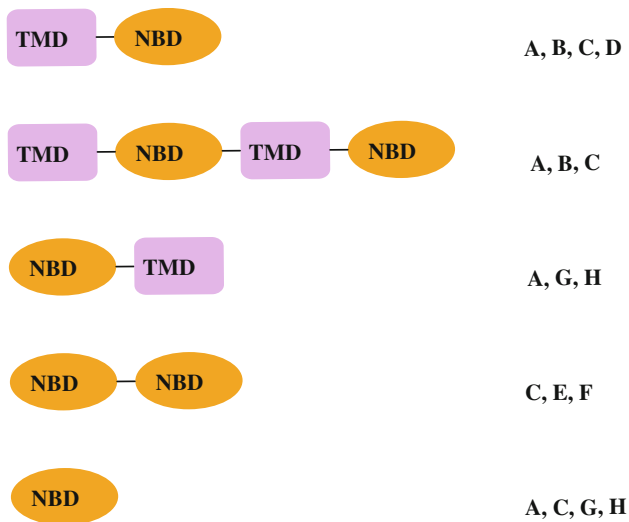 TMD NBD A, B, C, D
TMD NBD TMD NBD A, B, C
NBD TMD A, G, H
NBD NBD C, E, F
NBD A, C, G, H